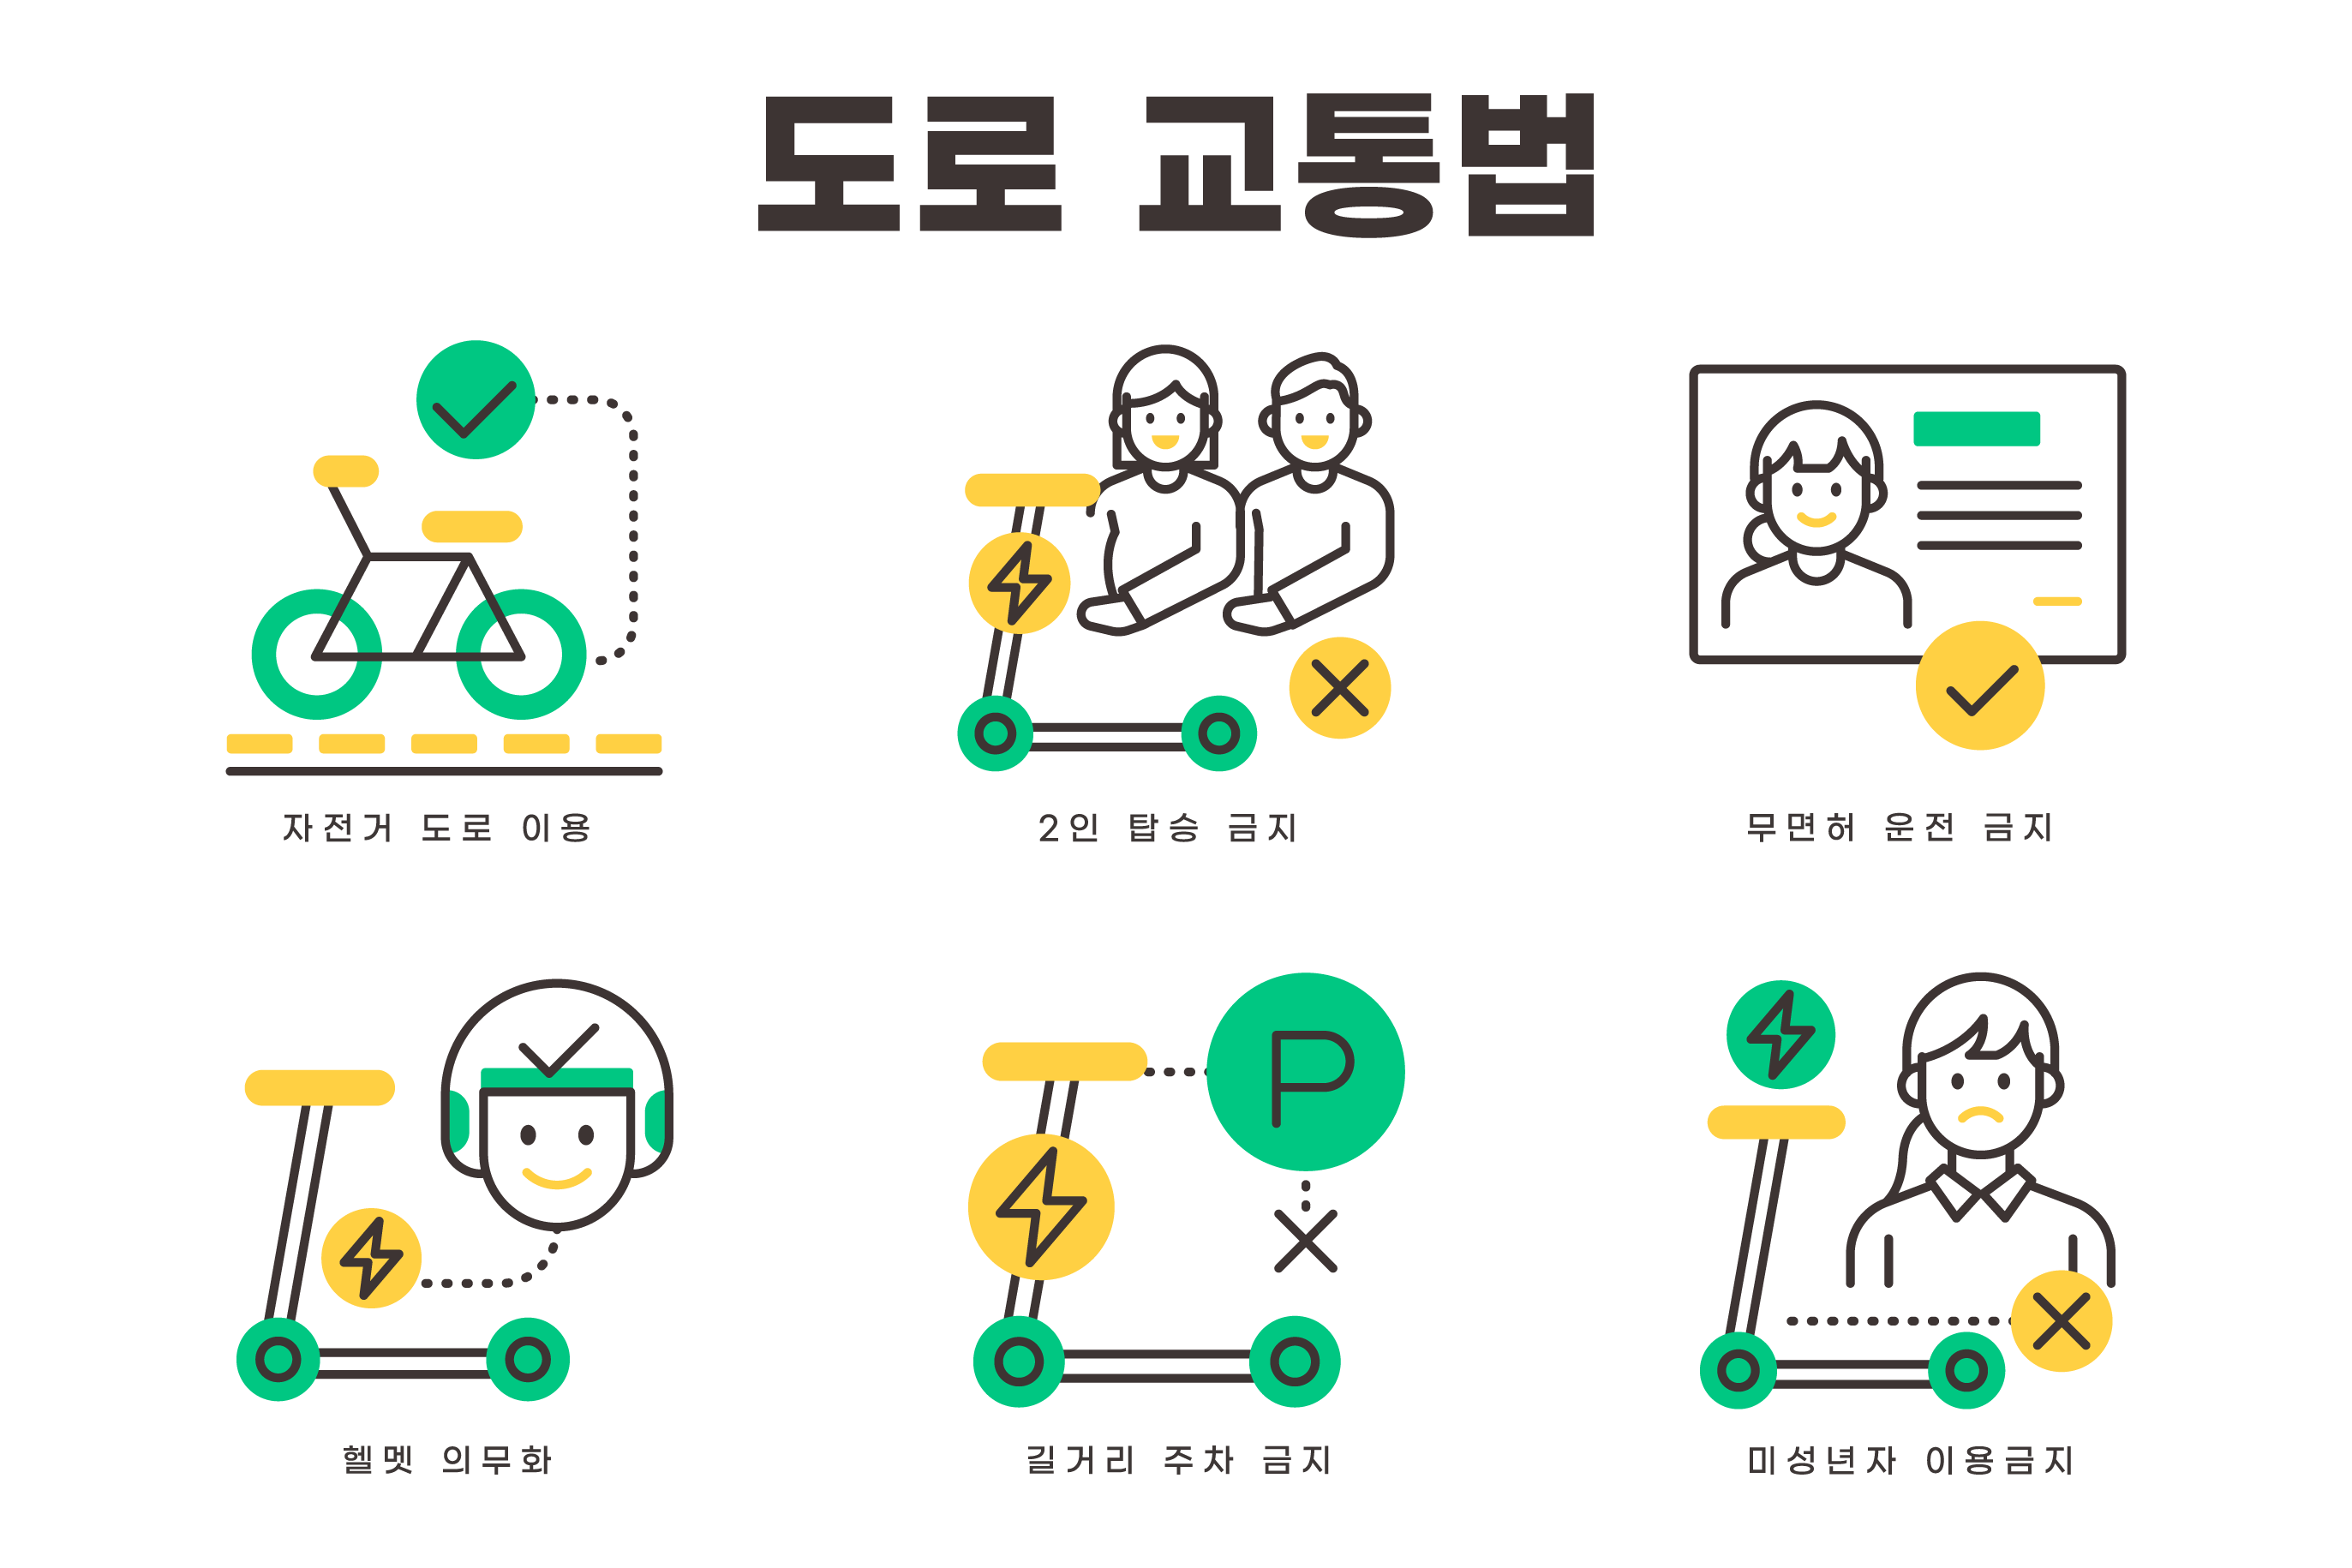 도로 교통법
자전거 도로 이용
2인 탑승 금지
무면허 운전 금지
P
헬멧 의무화
길거리 주차 금지
미성년자 이용금지